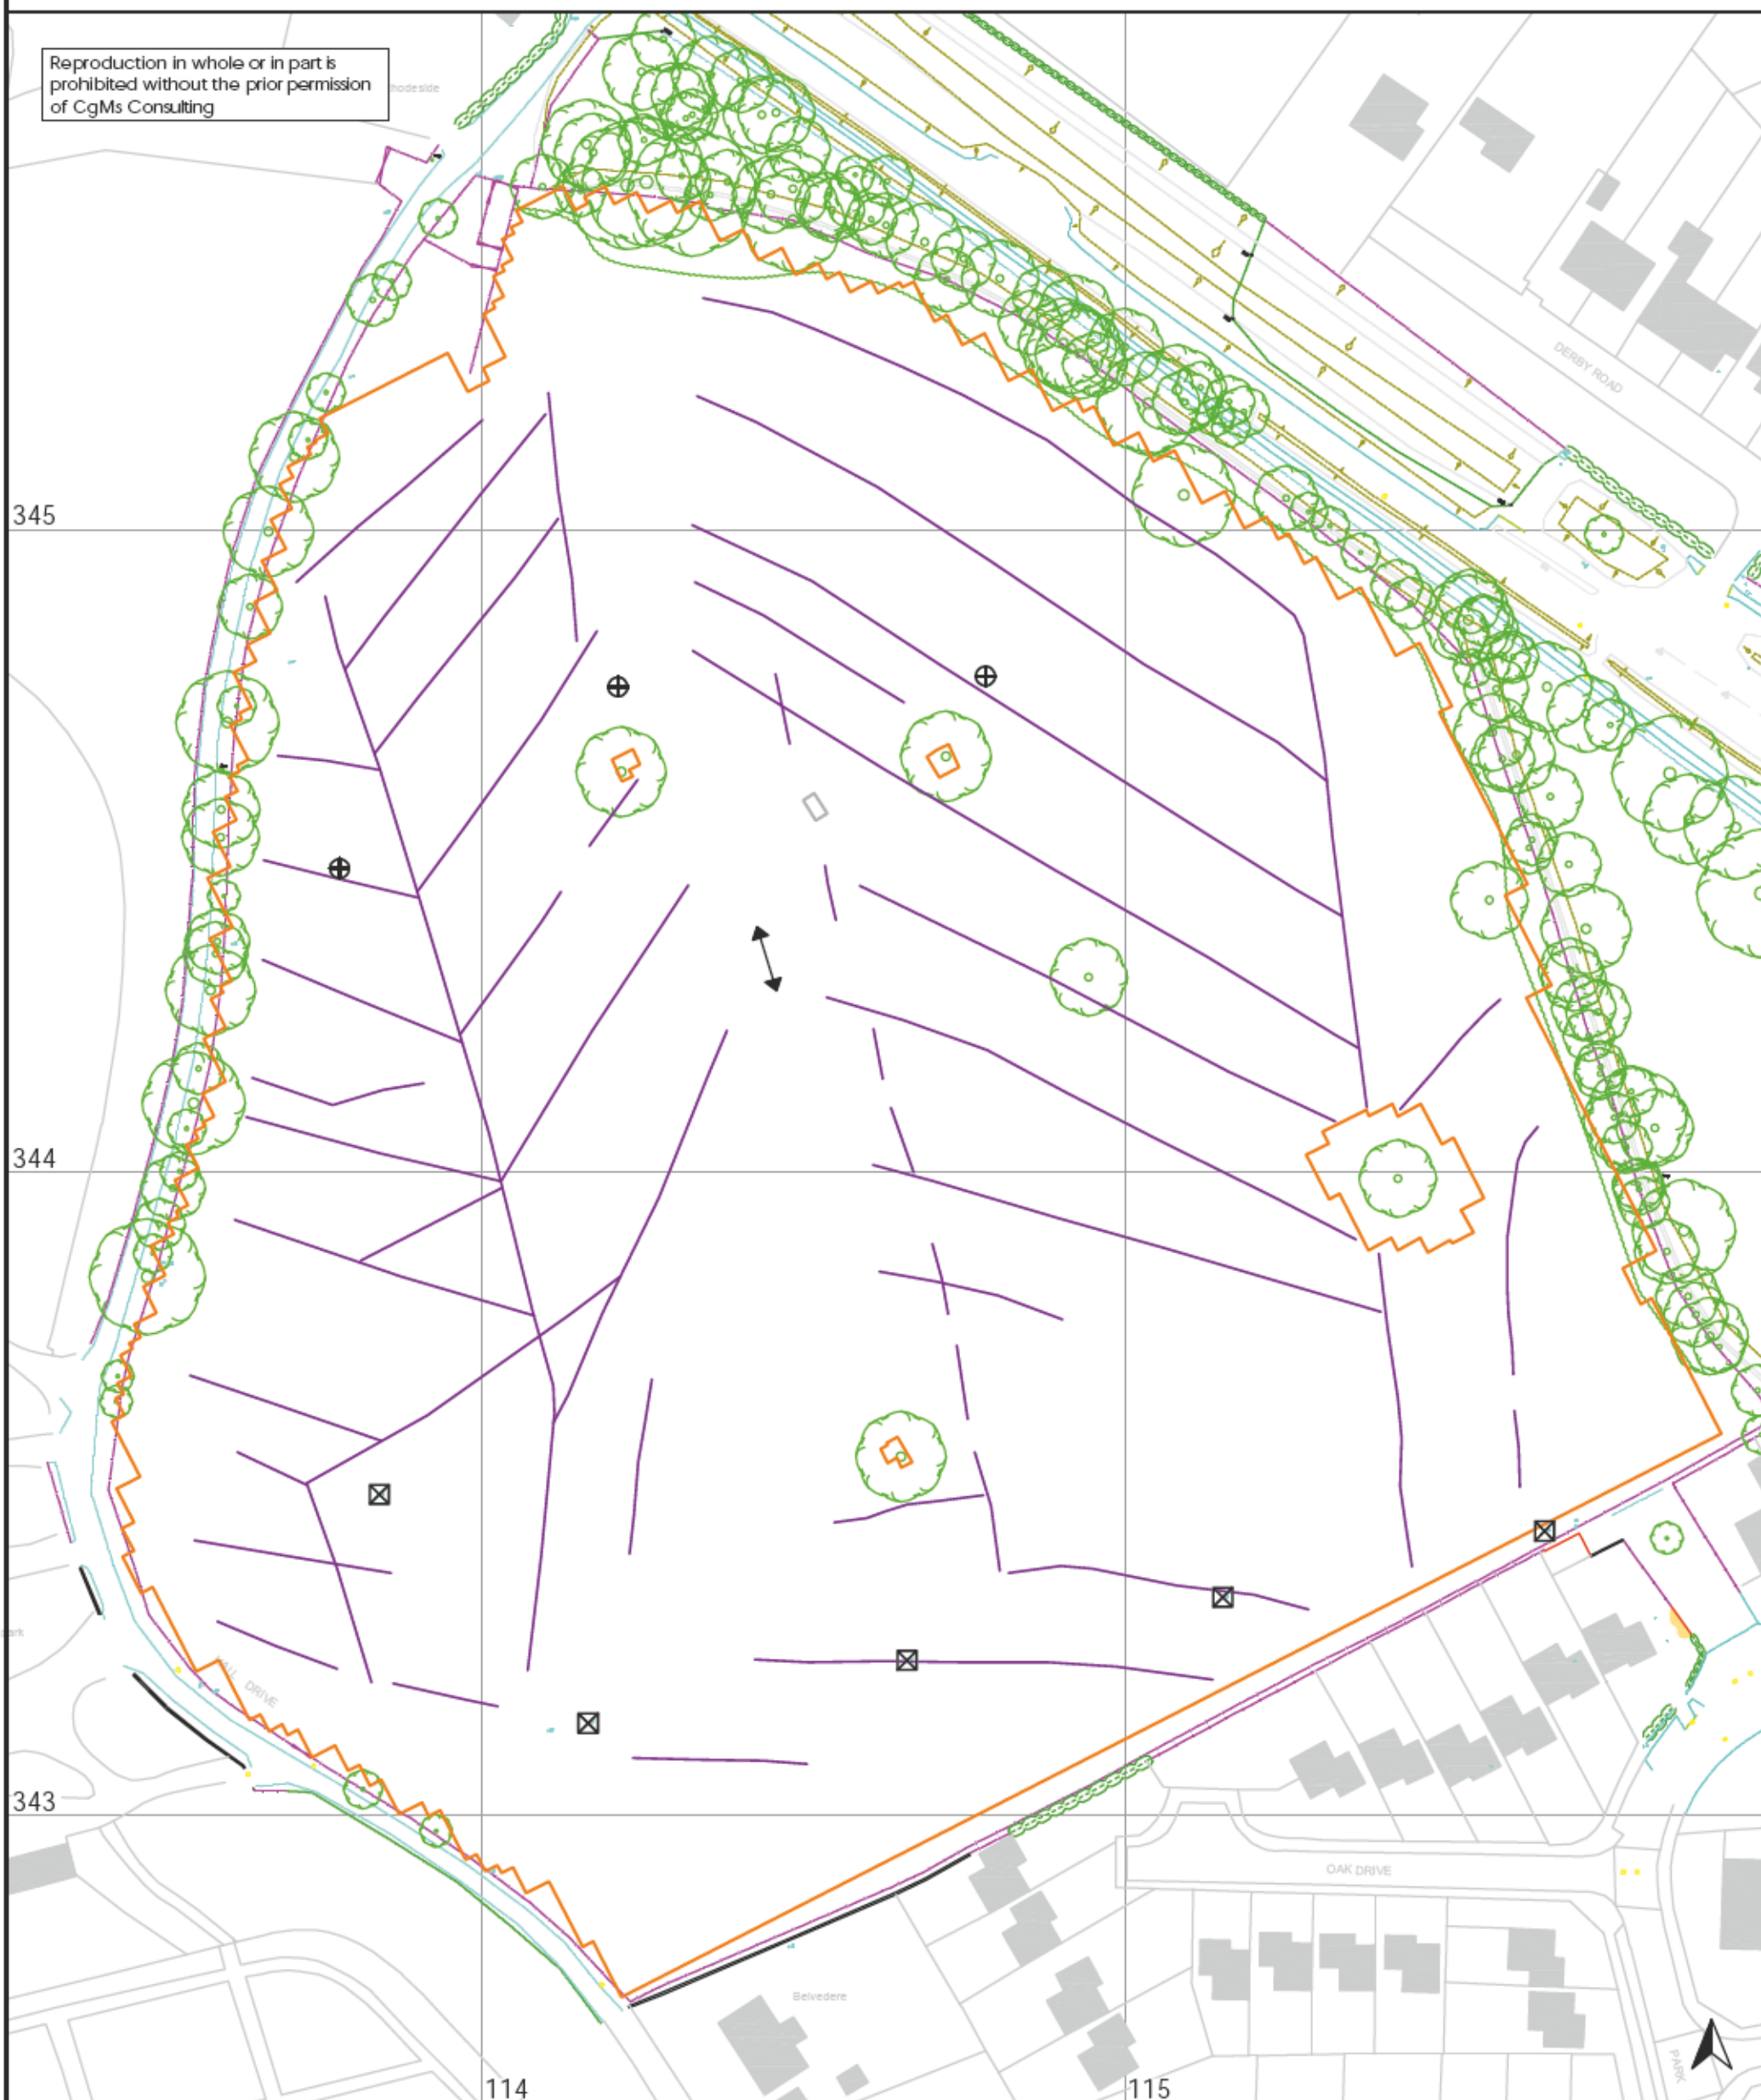 Reproduction in whole or in part is
prohibited without the prior permission
of CgMs Consulting
DERBY ROAD
345
344
DRIVE
343
OAK DRIVE
Belvedere
PARK
114
115